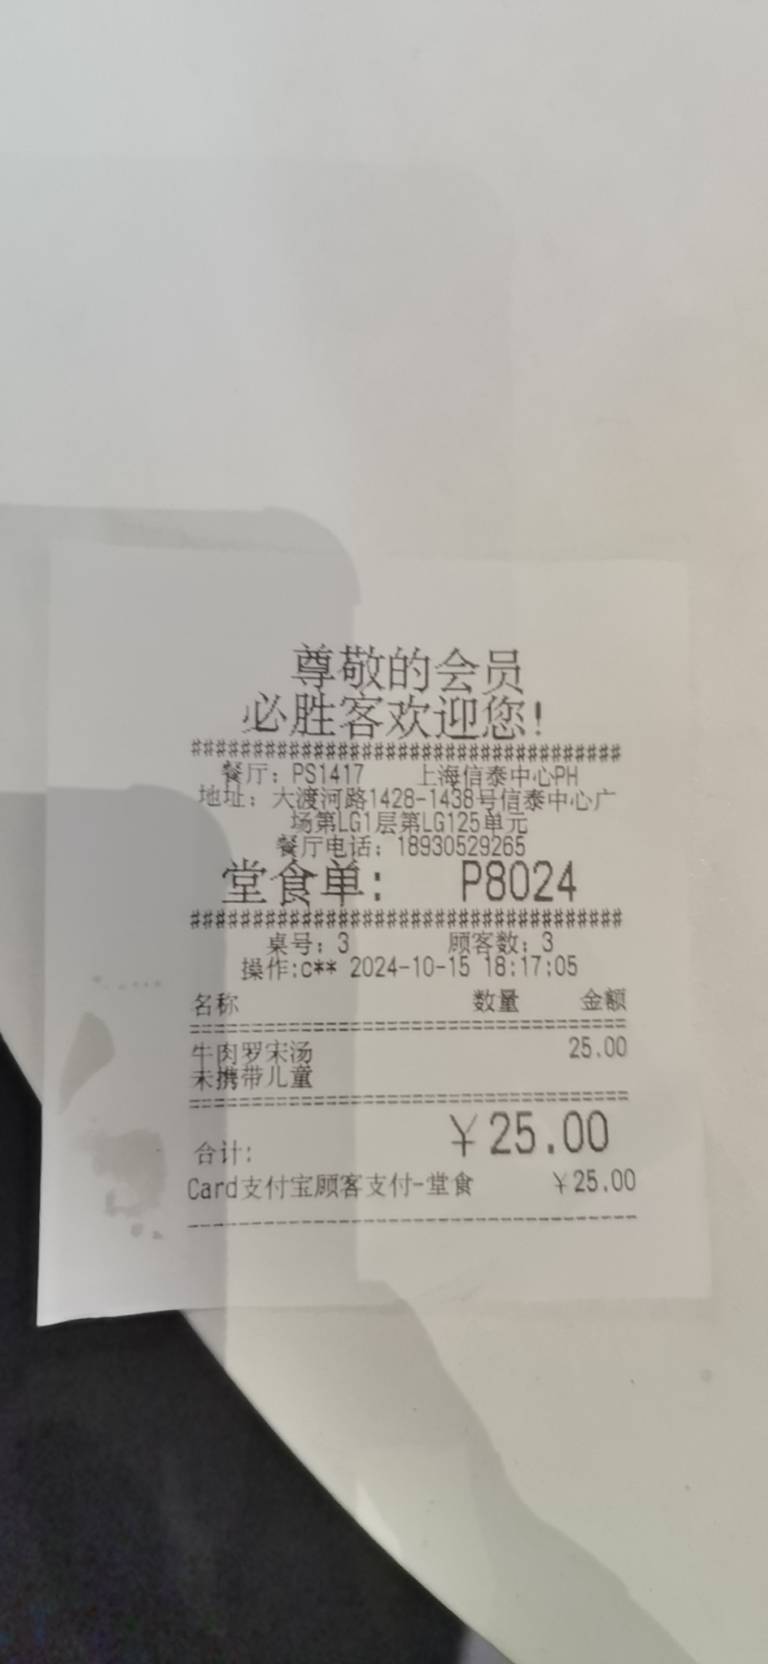 尊敬的会员
必胜客欢迎您!
####################################
餐厅: PS1417 上海信泰中心PH
地址: 大渡河路1428-1438号信泰中心广
场第LG1层第LG125单元
餐厅电话: 18930529265
堂食单: P8024
####################################
桌号: 3 顾客数: 3
操作:c** 2024-10-15 18:17:05
名称 数量 金额
====================================
牛肉罗宋汤 25.00
未携带儿童
====================================
合计: ￥25.00
Card支付宝顾客支付-堂食 ￥25.00
------------------------------------